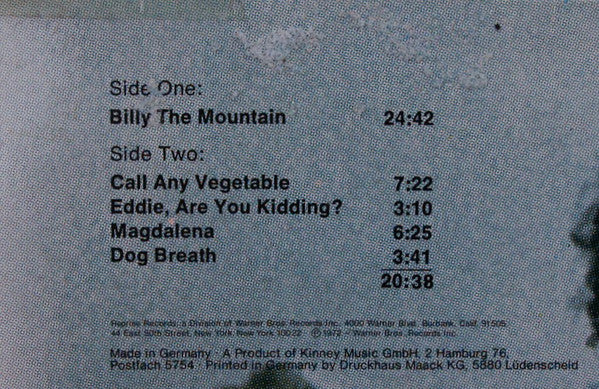 Side One:
Billy The Mountain 24:42
Side Two:
Call Any Vegetable 7:22
Eddie, Are You Kidding? 3:10
Magdalena 6:25
Dog Breath 3:41
20:38
Reprise Records, a Division of Warner Bros. Records Inc. 4000 Warner Blvd. Burbank, Calif. 91505.
44 East 50th Street, New York, New York 10022 · Ⓟ 1972 – Warner Bros. Records Inc.
Made in Germany · A Product of Kinney Music GmbH, 2 Hamburg 76,
Postfach 5754 · Printed in Germany by Druckhaus Maack KG, 5880 Lüdenscheid